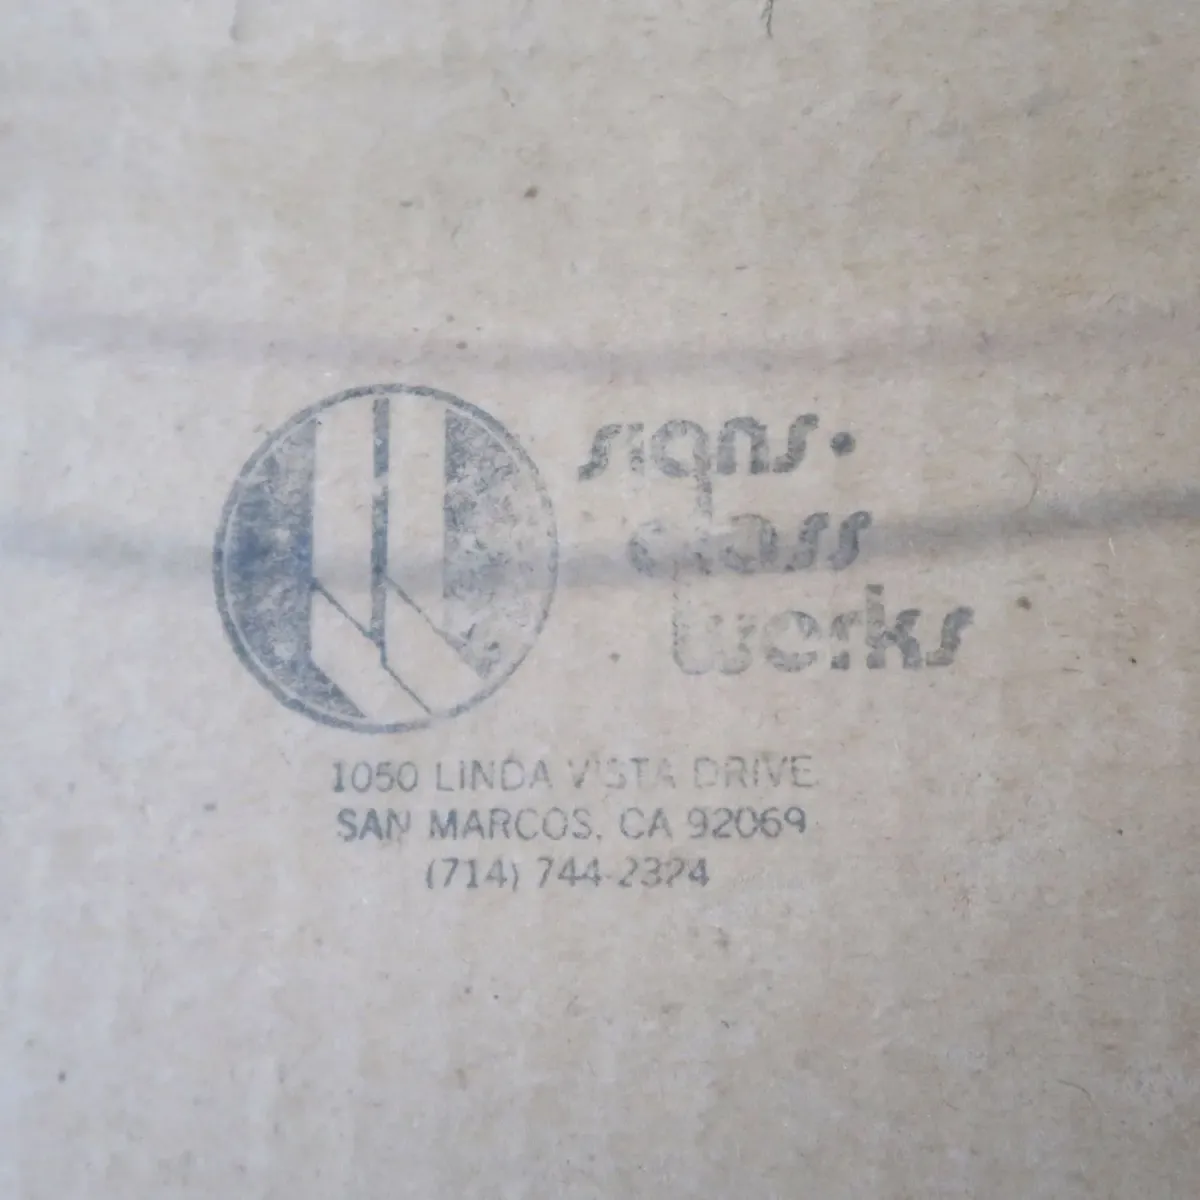 signs.
glass
works
1050 LINDA VISTA DRIVE
SAN MARCOS, CA 92069
(714) 744-2324